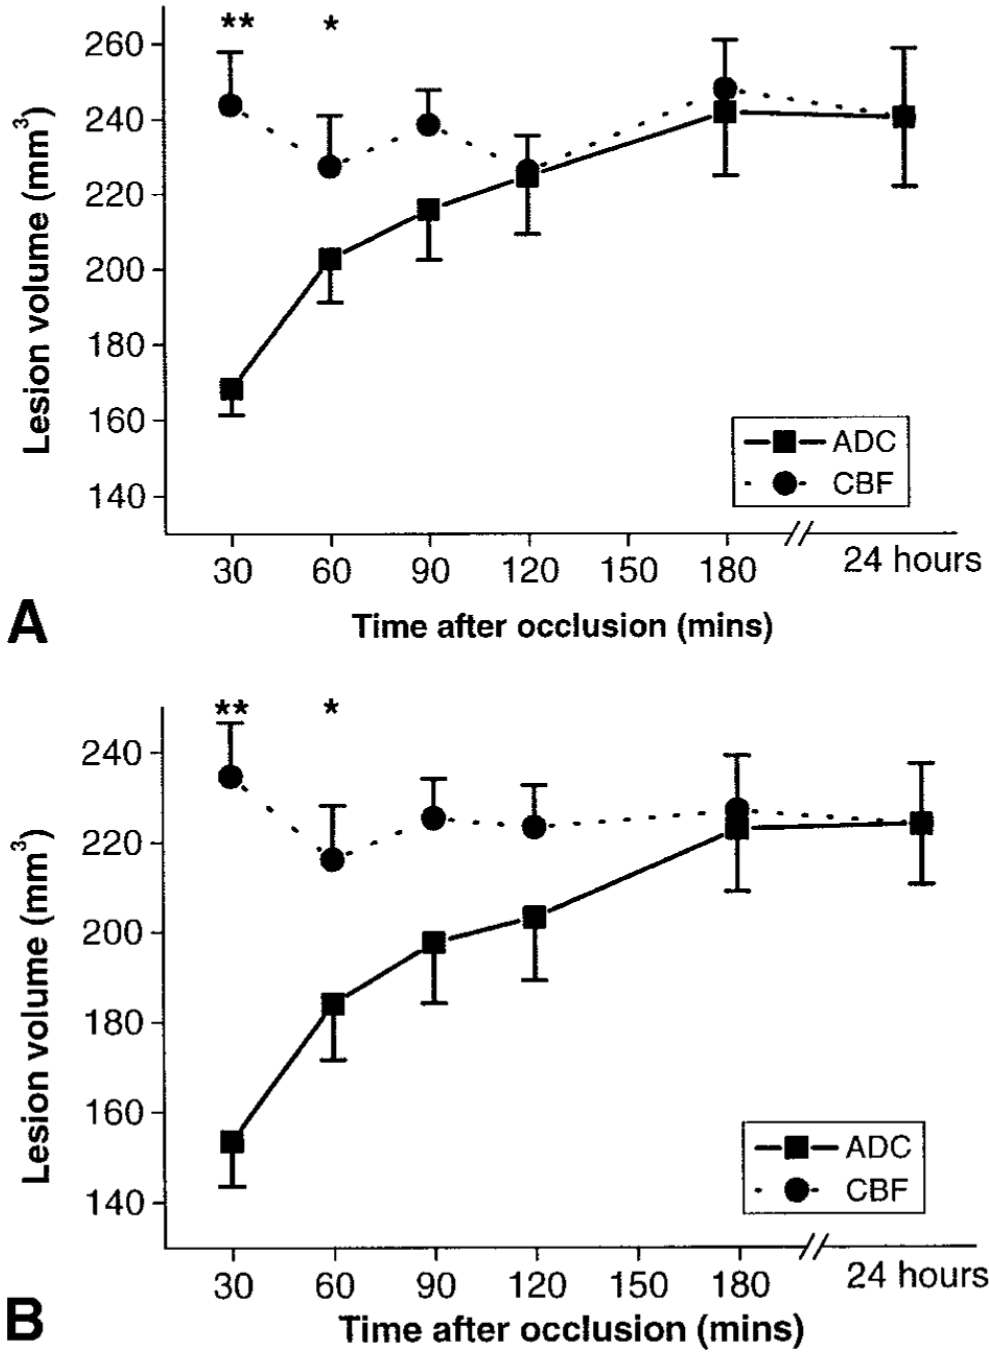 ** *
260
240
220
200
180
160
140
Lesion volume (mm³)
ADC
CBF
30 60 90 120 150 180 24 hours
Time after occlusion (mins)
A
** *
240
220
200
180
160
140
Lesion volume (mm³)
ADC
CBF
30 60 90 120 150 180 24 hours
Time after occlusion (mins)
B